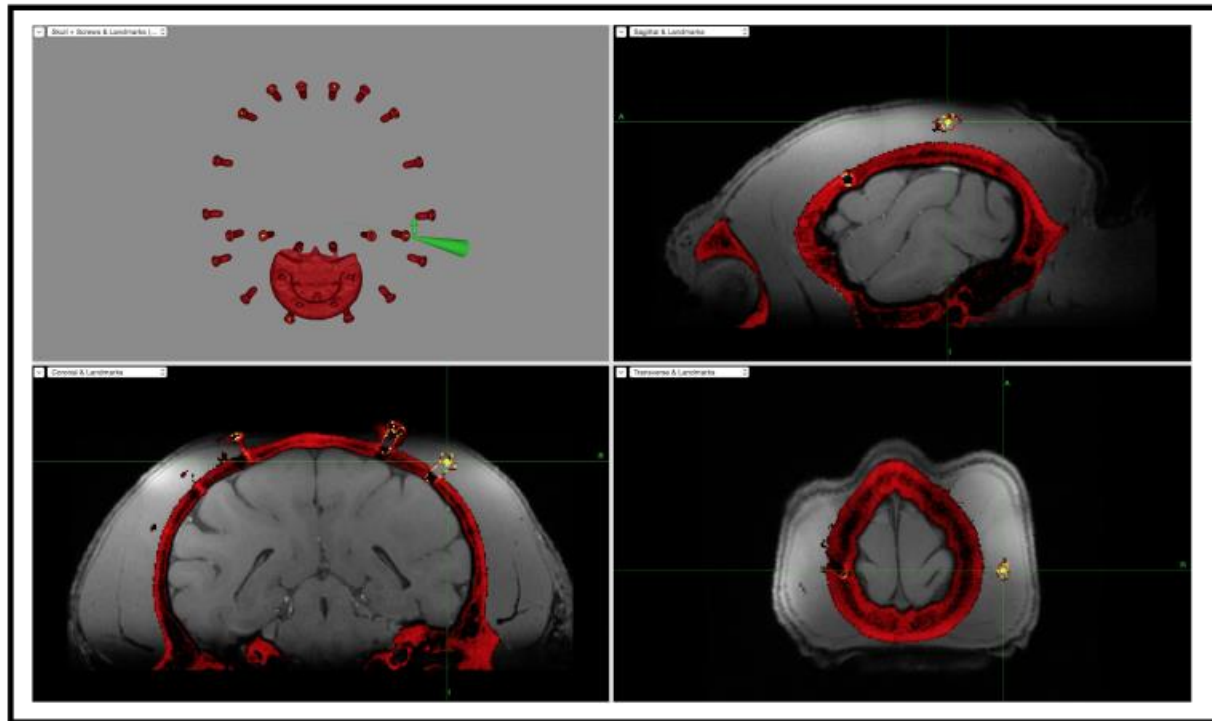 Skull + Screws & Landmarks (...
Sagittal & Landmarks
A
I
Coronal & Landmarks
R
I
Transverse & Landmarks
A
R